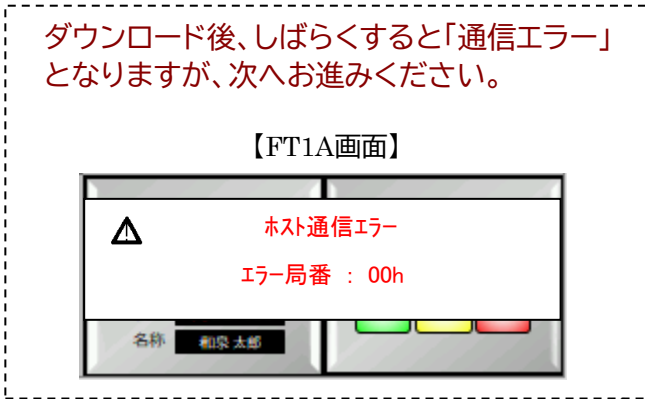 ダウンロード後、しばらくすると「通信エラー」
となりますが、次へお進みください。
【FT1A画面】
ホスト通信エラー
エラー局番 : 00h
名称 和泉 太郎